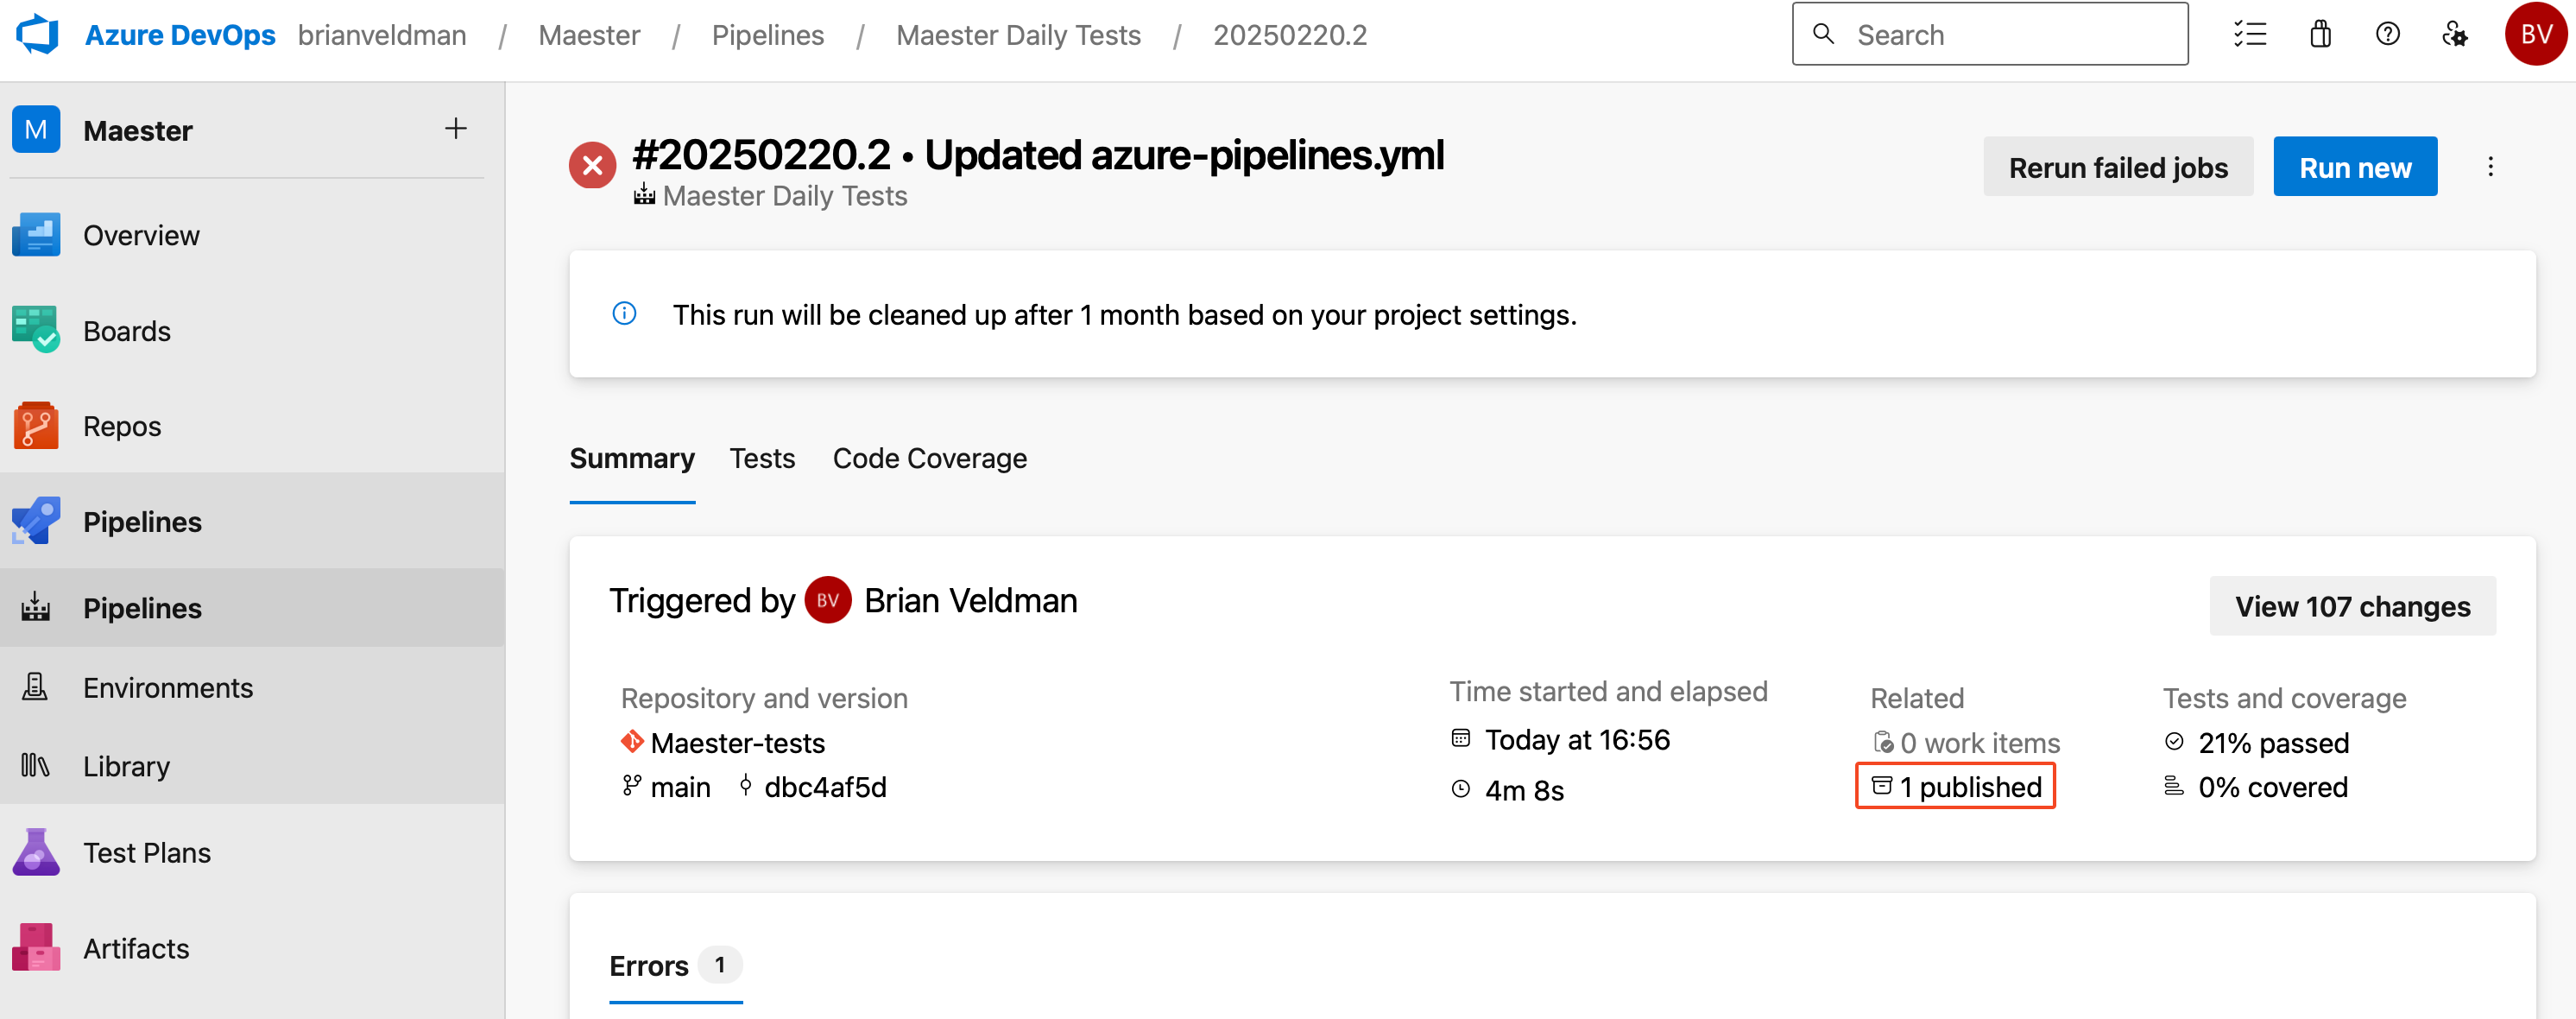 Azure DevOps brianveldman / Maester / Pipelines / Maester Daily Tests / 20250220.2
Search
BV
M Maester
Overview
Boards
Repos
Pipelines
Pipelines
Environments
Library
Test Plans
Artifacts
#20250220.2 • Updated azure-pipelines.yml
Maester Daily Tests
Rerun failed jobs
Run new
This run will be cleaned up after 1 month based on your project settings.
Summary Tests Code Coverage
Triggered by BV Brian Veldman
View 107 changes
Repository and version
Maester-tests
main dbc4af5d
Time started and elapsed
Today at 16:56
4m 8s
Related
0 work items
1 published
Tests and coverage
21% passed
0% covered
Errors 1